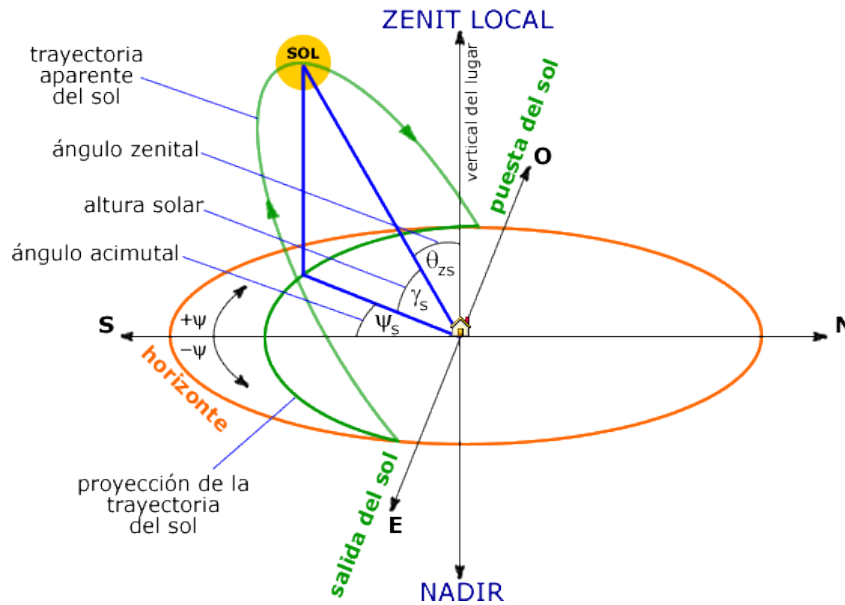 ZENIT LOCAL
SOL
trayectoria
aparente
del sol
vertical del lugar
puesta del sol
O
ángulo zenital
altura solar
ángulo acimutal
θzs
γs
ψs
S
+ψ
−ψ
N
horizonte
proyección de la
trayectoria
del sol
salida del sol
E
NADIR